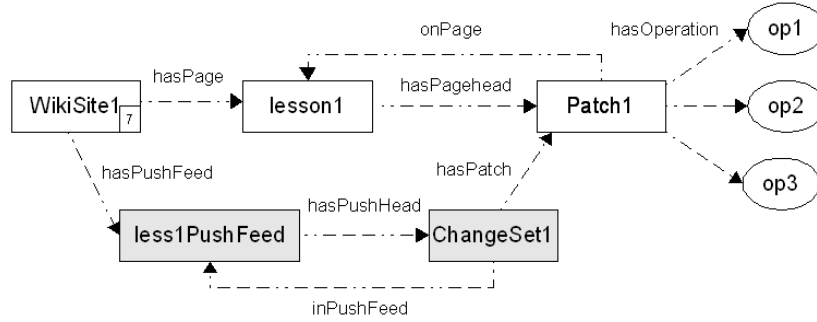 onPage
hasOperation
op1
hasPage
hasPagehead
WikiSite1
7
lesson1
Patch1
op2
hasPushFeed
hasPatch
op3
hasPushHead
less1PushFeed
ChangeSet1
inPushFeed